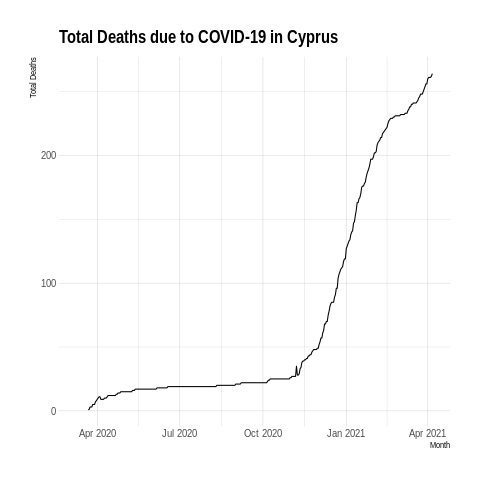 Total Deaths due to COVID-19 in Cyprus
Total Deaths
200
100
0
Apr 2020 Jul 2020 Oct 2020 Jan 2021 Apr 2021
Month